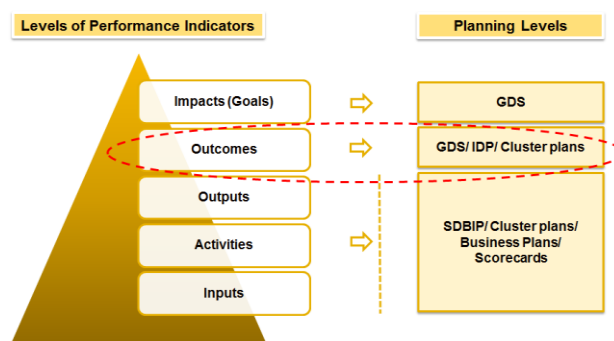 Levels of Performance Indicators
Planning Levels
Impacts (Goals)
GDS
Outcomes
GDS/ IDP/ Cluster plans
Outputs
Activities
Inputs
SDBIP/ Cluster plans/
Business Plans/
Scorecards